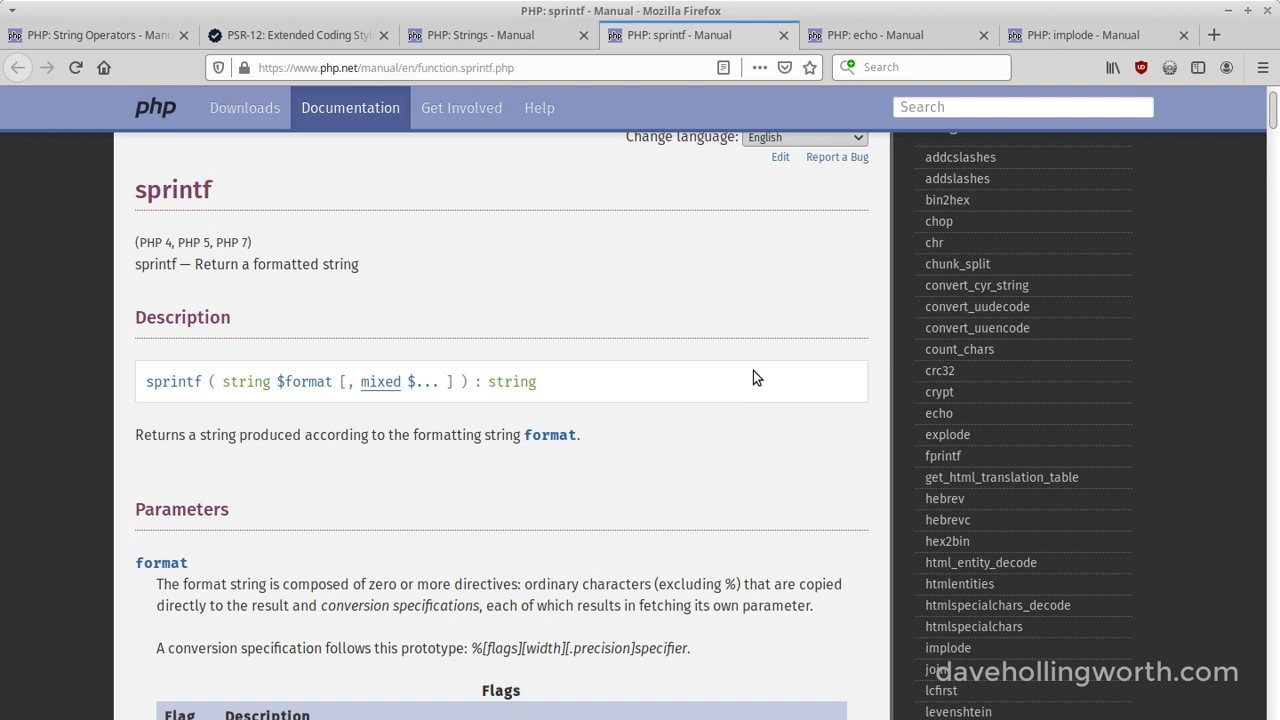 PHP: sprintf - Manual - Mozilla Firefox
PHP: String Operators - Manu
PSR-12: Extended Coding Styl
PHP: Strings - Manual
PHP: sprintf - Manual
PHP: echo - Manual
PHP: implode - Manual
https://www.php.net/manual/en/function.sprintf.php
Search
php
Downloads
Documentation
Get Involved
Help
Search
Change language: English
Edit
Report a Bug
sprintf
(PHP 4, PHP 5, PHP 7)
sprintf — Return a formatted string
Description
sprintf ( string $format [, mixed $... ] ) : string
Returns a string produced according to the formatting string format.
Parameters
format
The format string is composed of zero or more directives: ordinary characters (excluding %) that are copied
directly to the result and conversion specifications, each of which results in fetching its own parameter.
A conversion specification follows this prototype: %[flags][width][.precision]specifier.
Flags
Flag Description
addcslashes
addslashes
bin2hex
chop
chr
chunk_split
convert_cyr_string
convert_uudecode
convert_uuencode
count_chars
crc32
crypt
echo
explode
fprintf
get_html_translation_table
hebrev
hebrevc
hex2bin
html_entity_decode
htmlentities
htmlspecialchars_decode
htmlspecialchars
implode
join
lcfirst
levenshtein
davehollingworth.com